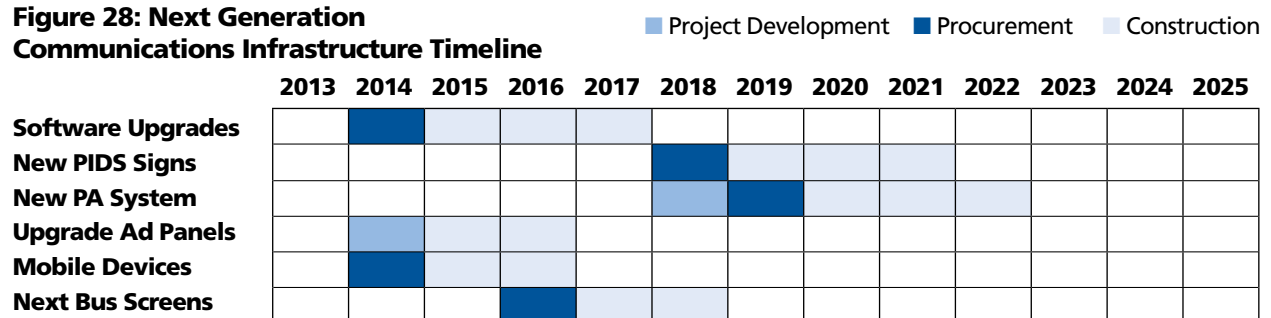 Figure 28: Next Generation
Communications Infrastructure Timeline
Project Development Procurement Construction
2013 2014 2015 2016 2017 2018 2019 2020 2021 2022 2023 2024 2025
Software Upgrades
New PIDS Signs
New PA System
Upgrade Ad Panels
Mobile Devices
Next Bus Screens